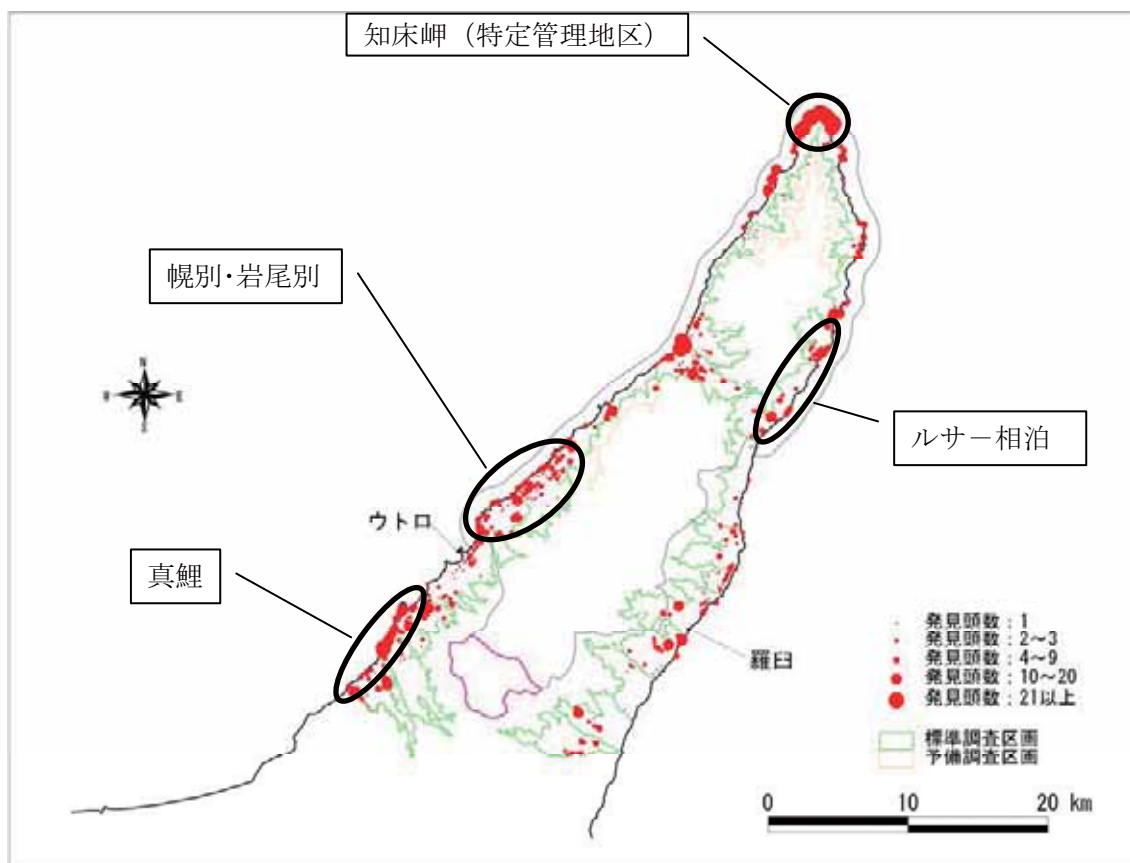 知床岬（特定管理地区）
幌別･岩尾別
N
W
E
S
ルサ－相泊
ウトロ
真鯉
羅臼
発見頭数：1
発見頭数：2～3
発見頭数：4～9
発見頭数：10～20
発見頭数：21以上
標準調査区画
予備調査区画
0 10 20 km